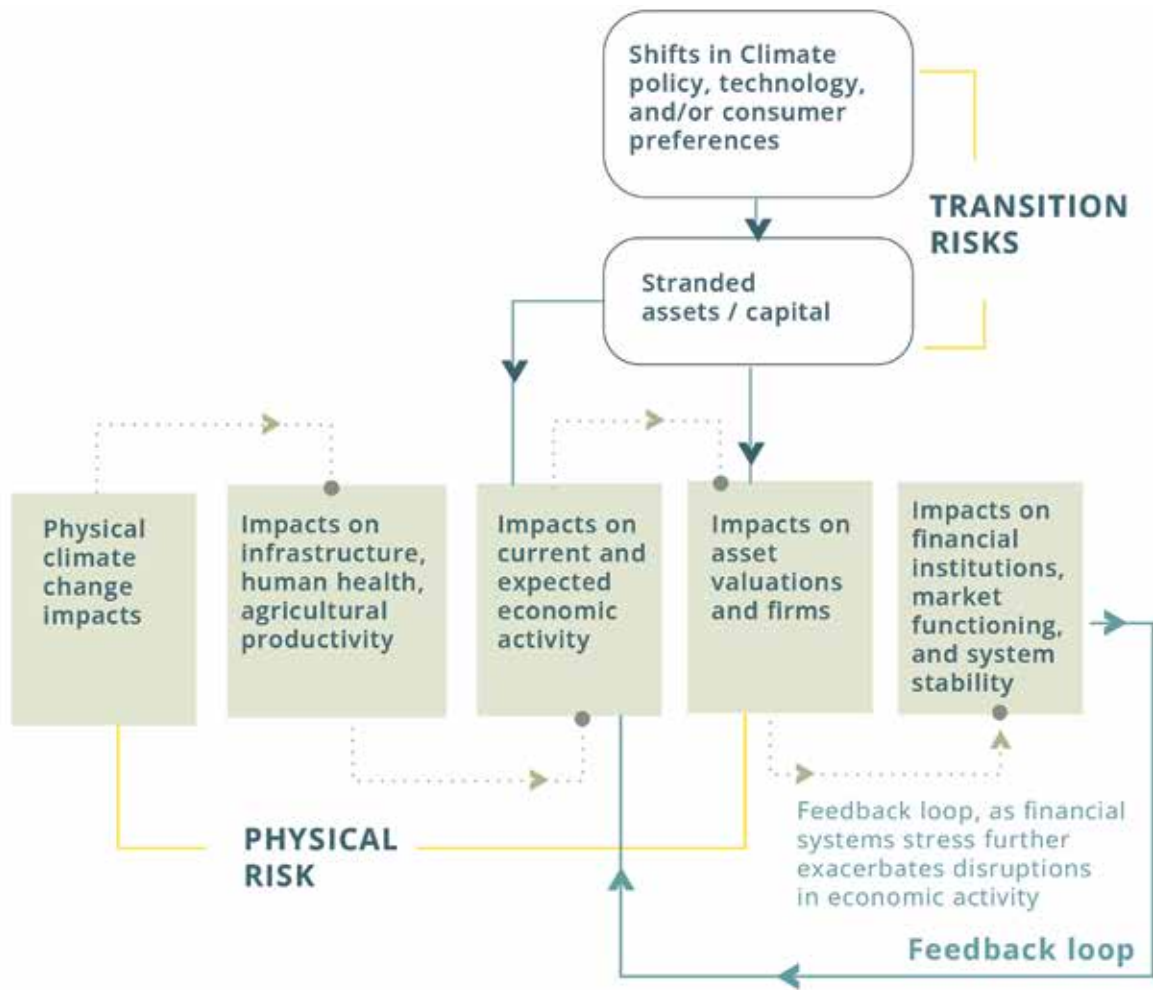 Shifts in Climate
policy, technology,
and/or consumer
preferences
TRANSITION
RISKS
Stranded
assets / capital
Physical
climate
change
impacts
Impacts on
infrastructure,
human health,
agricultural
productivity
Impacts on
current and
expected
economic
activity
Impacts on
asset
valuations
and firms
Impacts on
financial
institutions,
market
functioning,
and system
stability
PHYSICAL
RISK
Feedback loop, as financial
systems stress further
exacerbates disruptions
in economic activity
Feedback loop